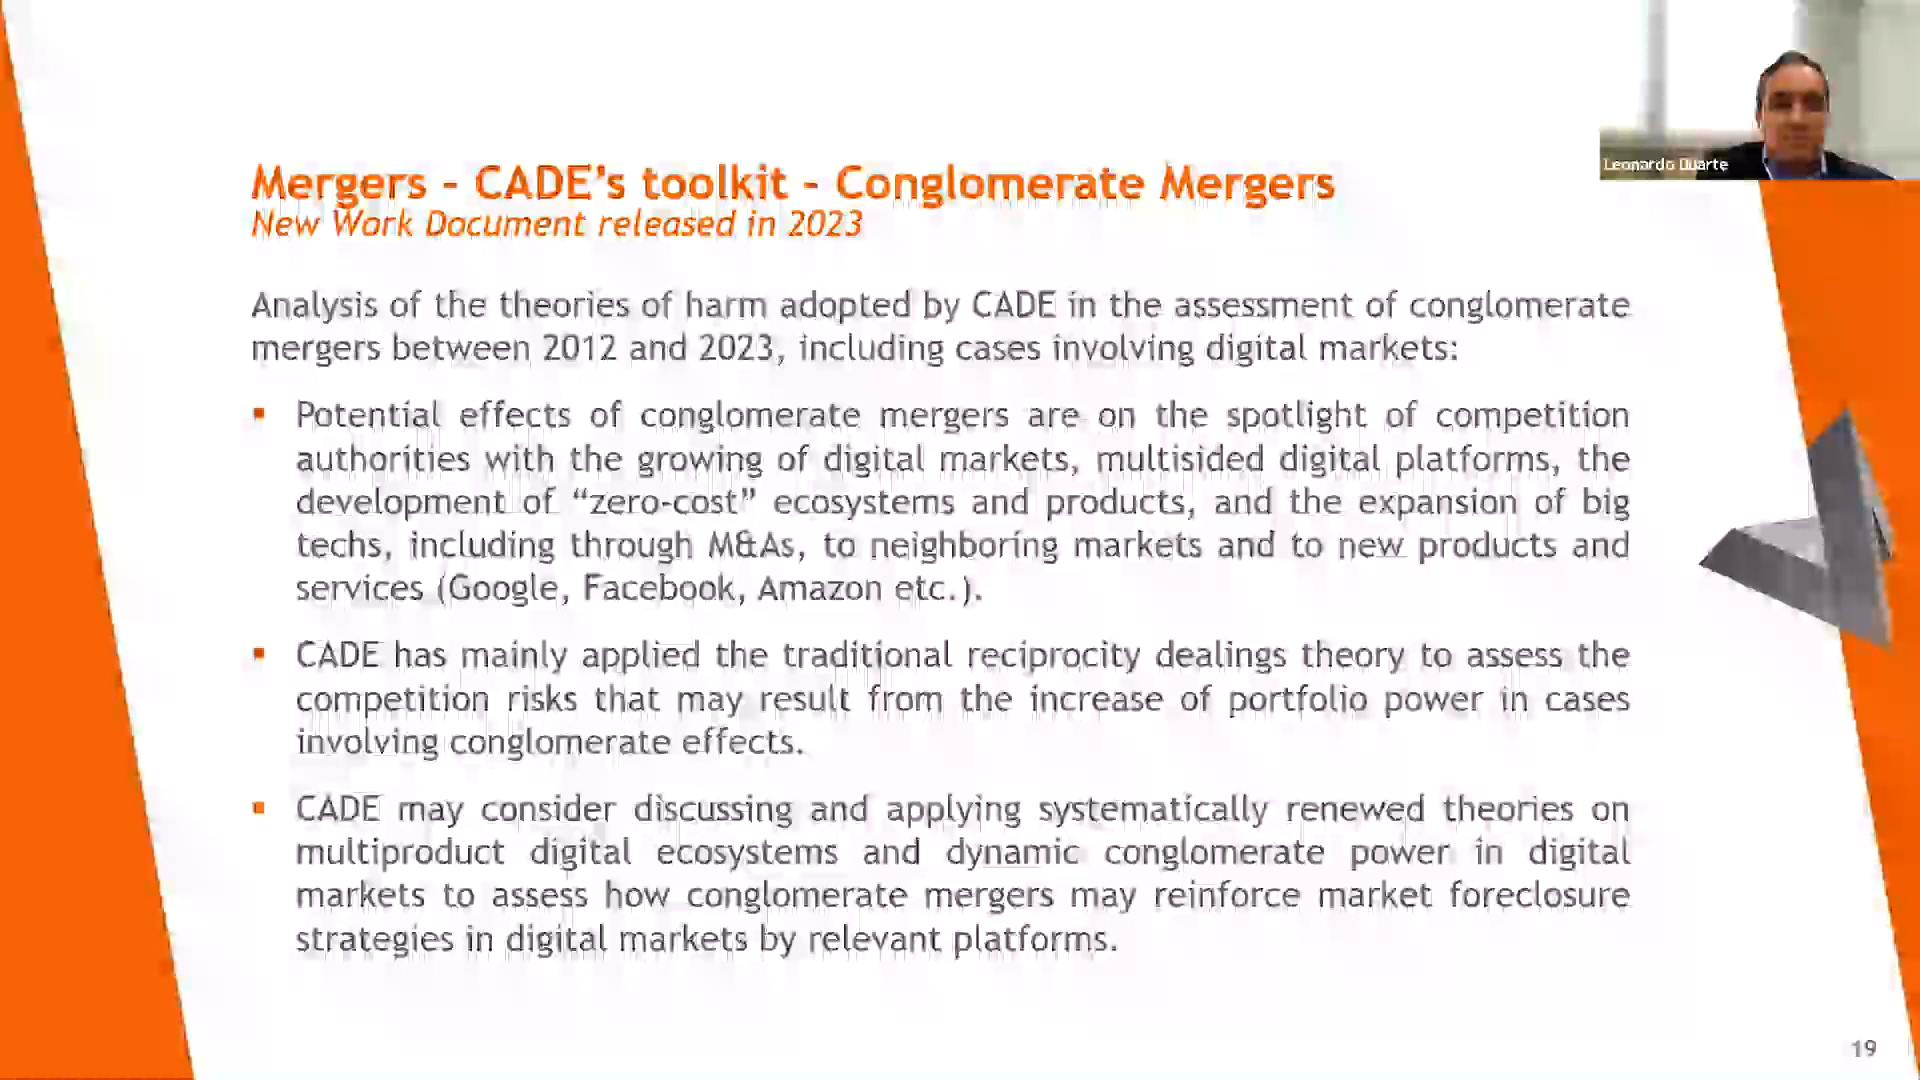 Leonardo Duarte
Mergers - CADE's toolkit - Conglomerate Mergers
New Work Document released in 2023
Analysis of the theories of harm adopted by CADE in the assessment of conglomerate
mergers between 2012 and 2023, including cases involving digital markets:
▪ Potential effects of conglomerate mergers are on the spotlight of competition
authorities with the growing of digital markets, multisided digital platforms, the
development of “zero-cost” ecosystems and products, and the expansion of big
techs, including through M&As, to neighboring markets and to new products and
services (Google, Facebook, Amazon etc.).
▪ CADE has mainly applied the traditional reciprocity dealings theory to assess the
competition risks that may result from the increase of portfolio power in cases
involving conglomerate effects.
▪ CADE may consider discussing and applying systematically renewed theories on
multiproduct digital ecosystems and dynamic conglomerate power in digital
markets to assess how conglomerate mergers may reinforce market foreclosure
strategies in digital markets by relevant platforms.
19